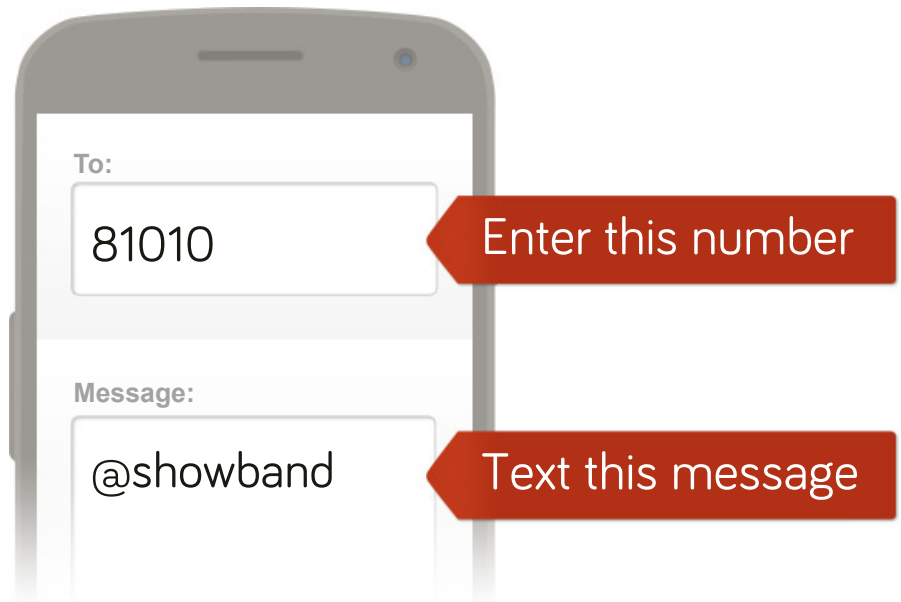 To:
81010
Enter this number
Message:
@showband
Text this message